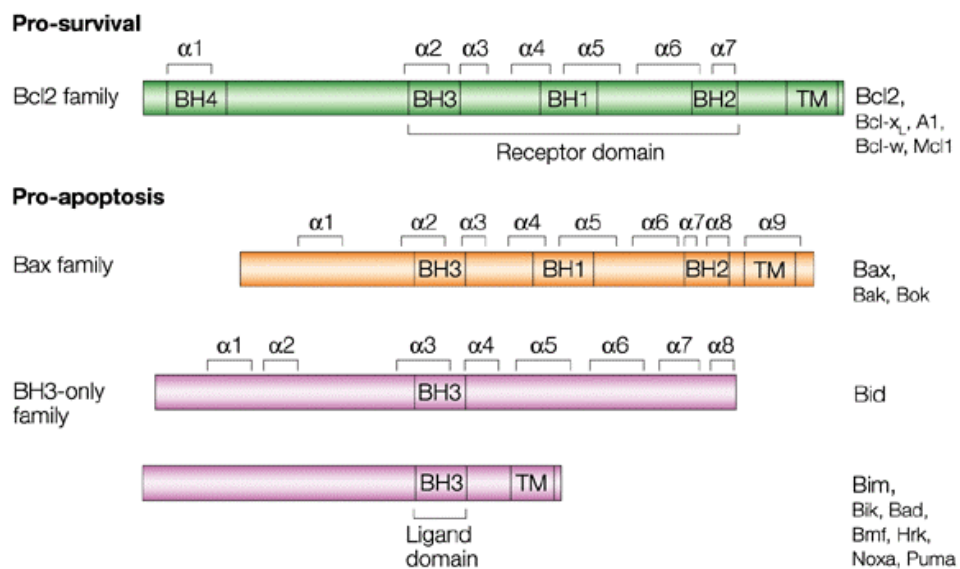 Pro-survival
α1 α2 α3 α4 α5 α6 α7
Bcl2 family BH4 BH3 BH1 BH2 TM Bcl2,
Bcl-xL, A1,
Bcl-w, Mcl1
Receptor domain
Pro-apoptosis
α1 α2 α3 α4 α5 α6 α7 α8 α9
Bax family BH3 BH1 BH2 TM Bax,
Bak, Bok
α1 α2 α3 α4 α5 α6 α7 α8
BH3-only
family
BH3 Bid
BH3 TM Bim,
Bik, Bad,
Bmf, Hrk,
Noxa, Puma
Ligand
domain